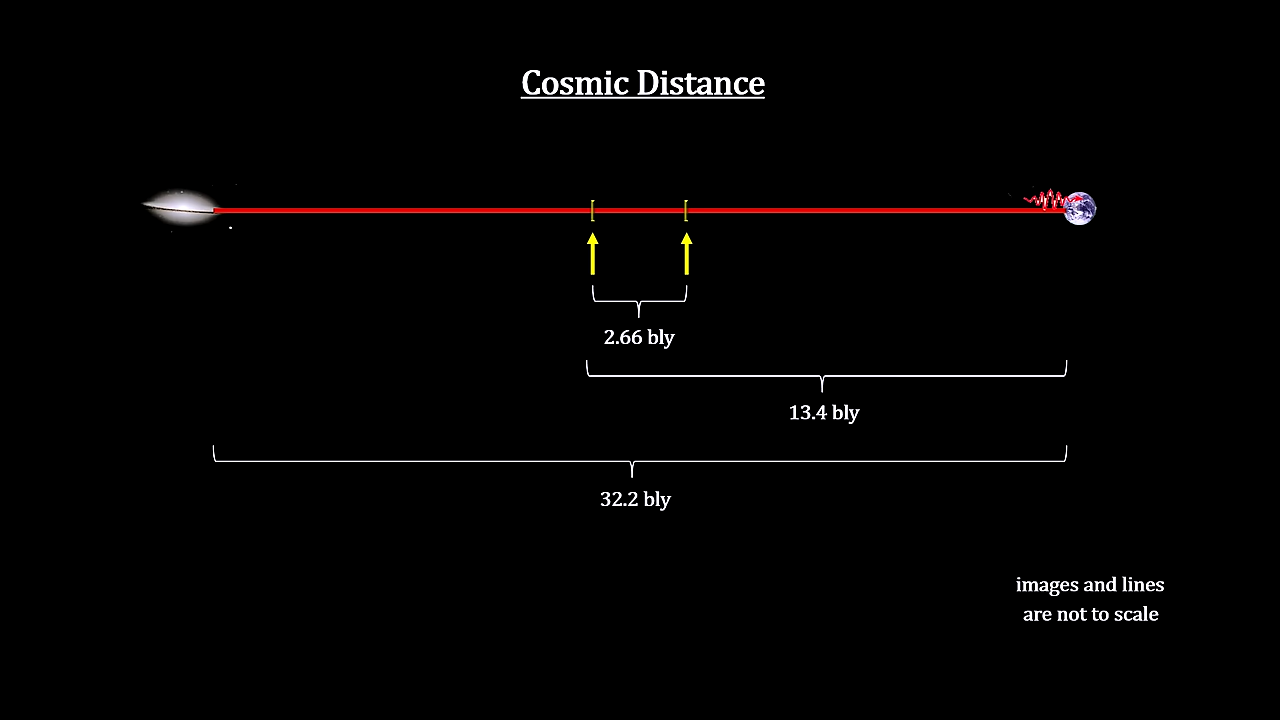 Cosmic Distance
2.66 bly
13.4 bly
32.2 bly
images and lines
are not to scale